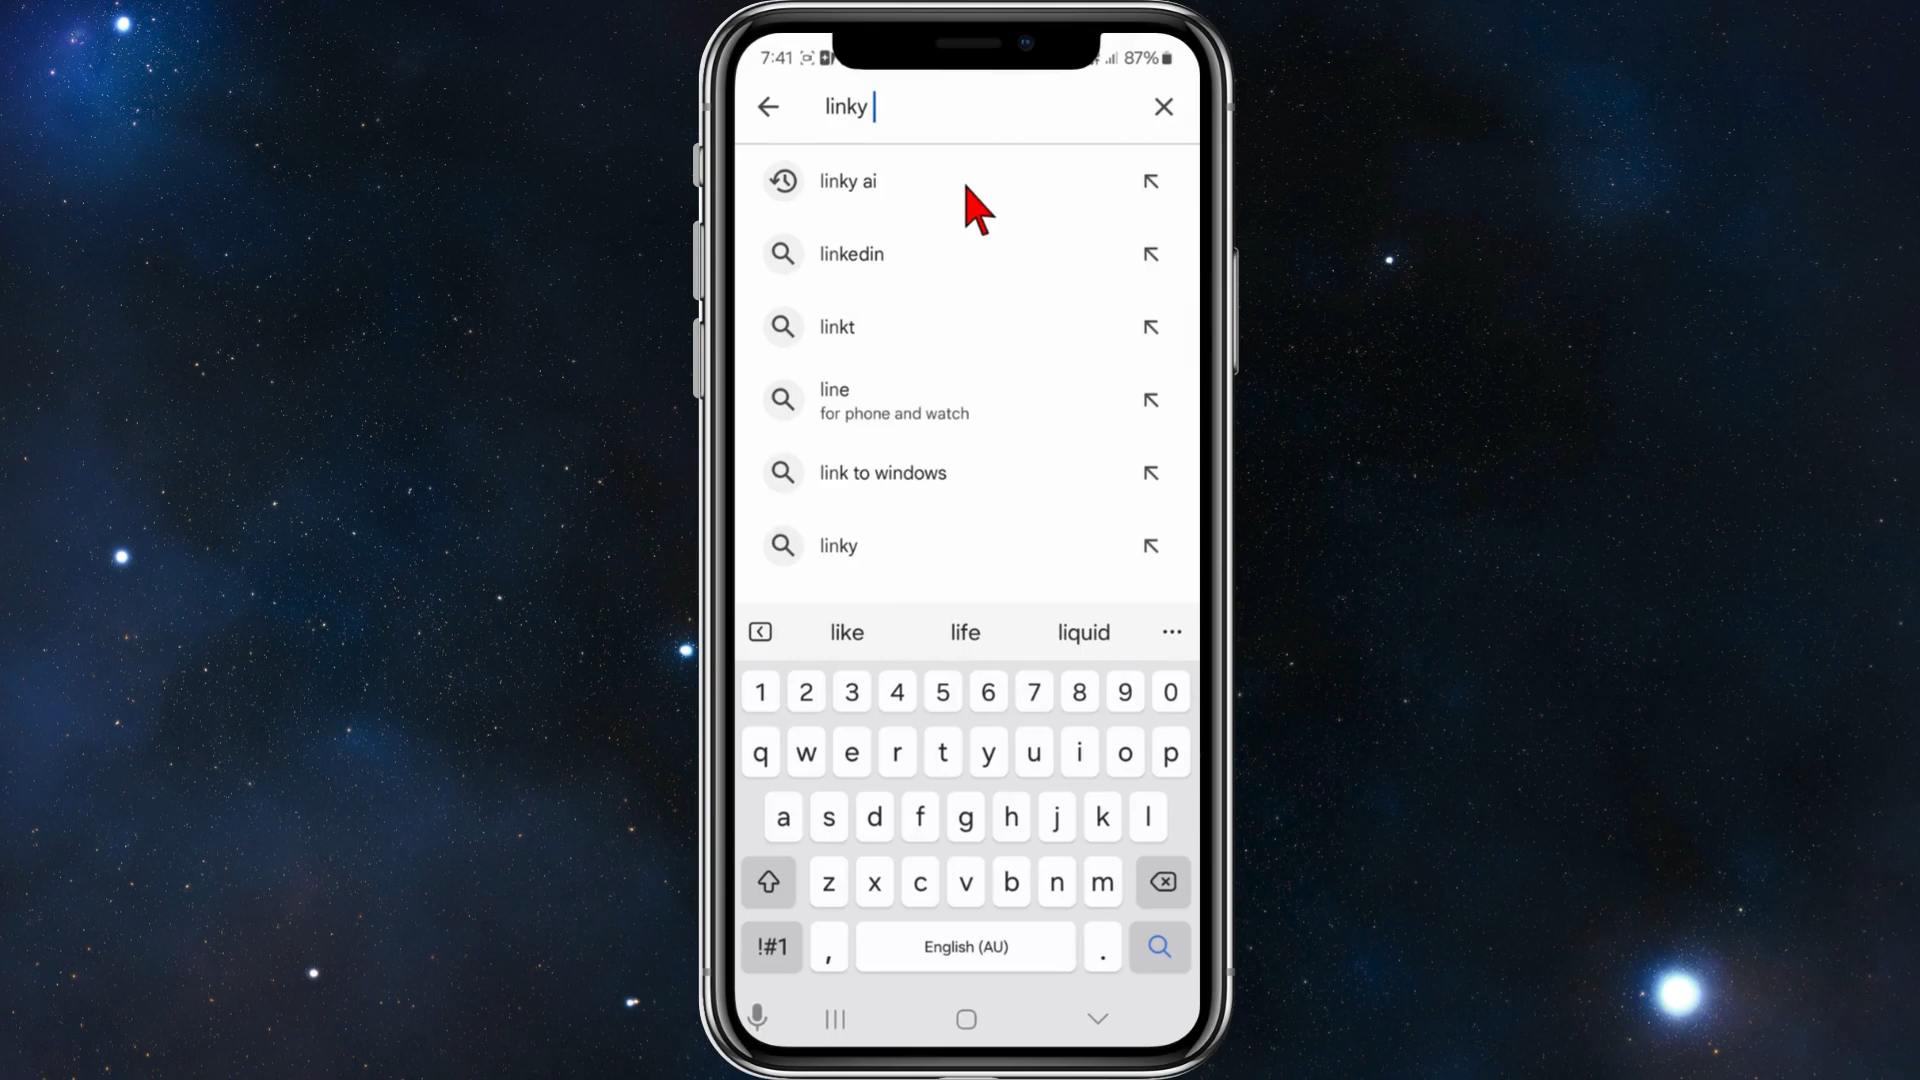 7:41
87%
linky
linky ai
linkedin
linkt
line
for phone and watch
link to windows
linky
like life liquid
1 2 3 4 5 6 7 8 9 0
q w e r t y u i o p
a s d f g h j k l
z x c v b n m
!#1 , English (AU) .